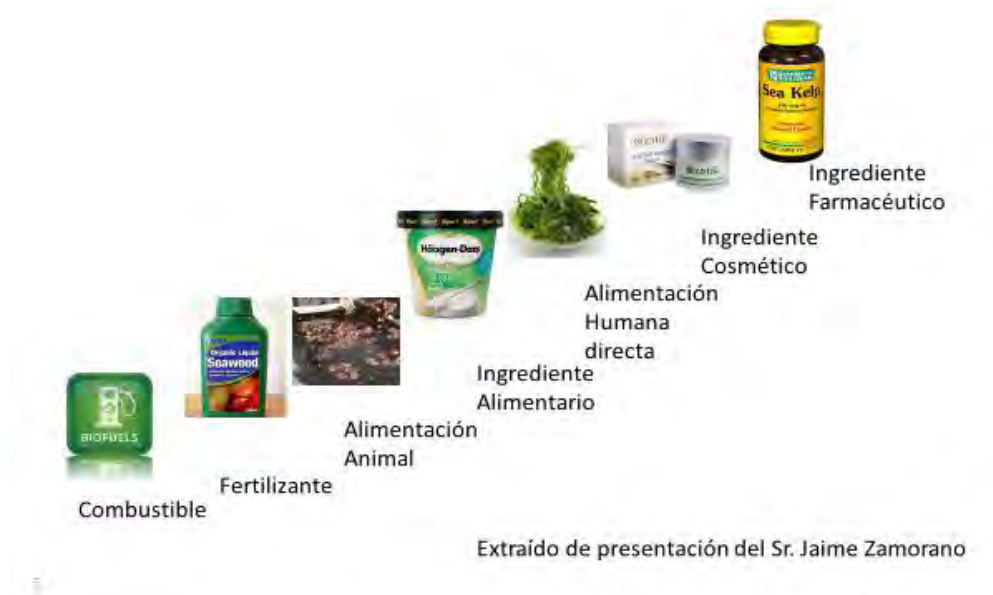 Sea Kelp
Ingrediente
Farmacéutico
Ingrediente
Cosmético
Häagen-Dazs
Alimentación
Humana
directa
Organic Liquid
Seaweed
Ingrediente
Alimentario
BIOFUELS
Alimentación
Animal
Fertilizante
Combustible
Extraído de presentación del Sr. Jaime Zamorano